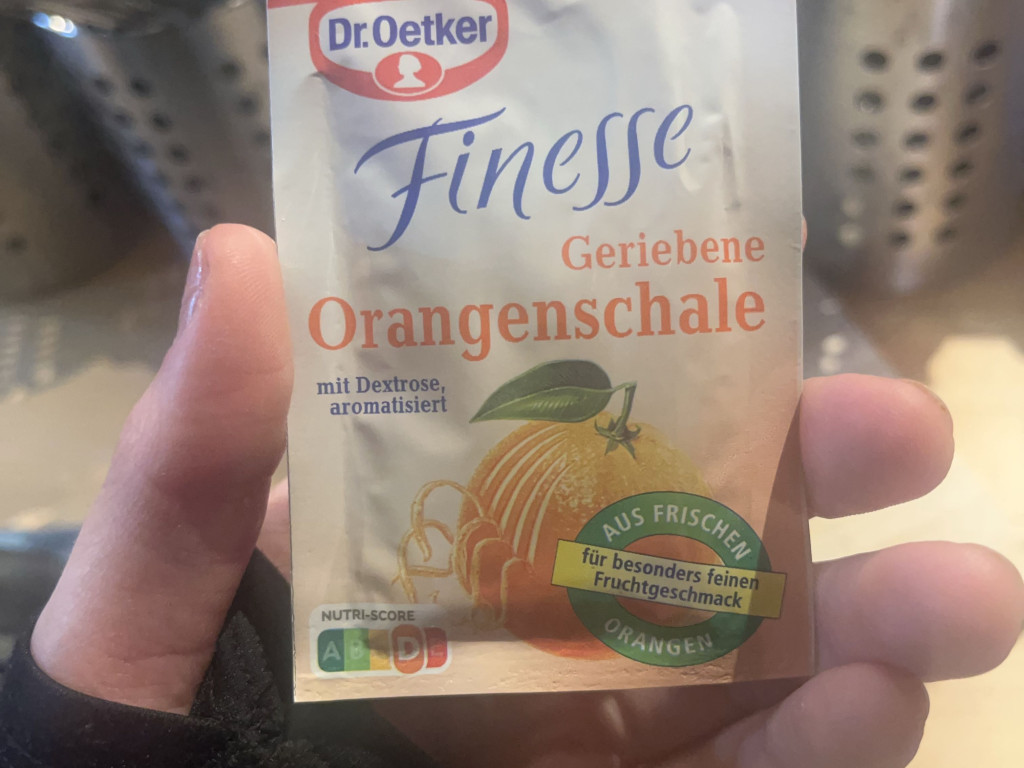 Dr.Oetker
Finesse
Geriebene
Orangenschale
mit Dextrose,
aromatisiert
AUS FRISCHEN
für besonders feinen
Fruchtgeschmack
ORANGEN
NUTRI-SCORE
A B C D E